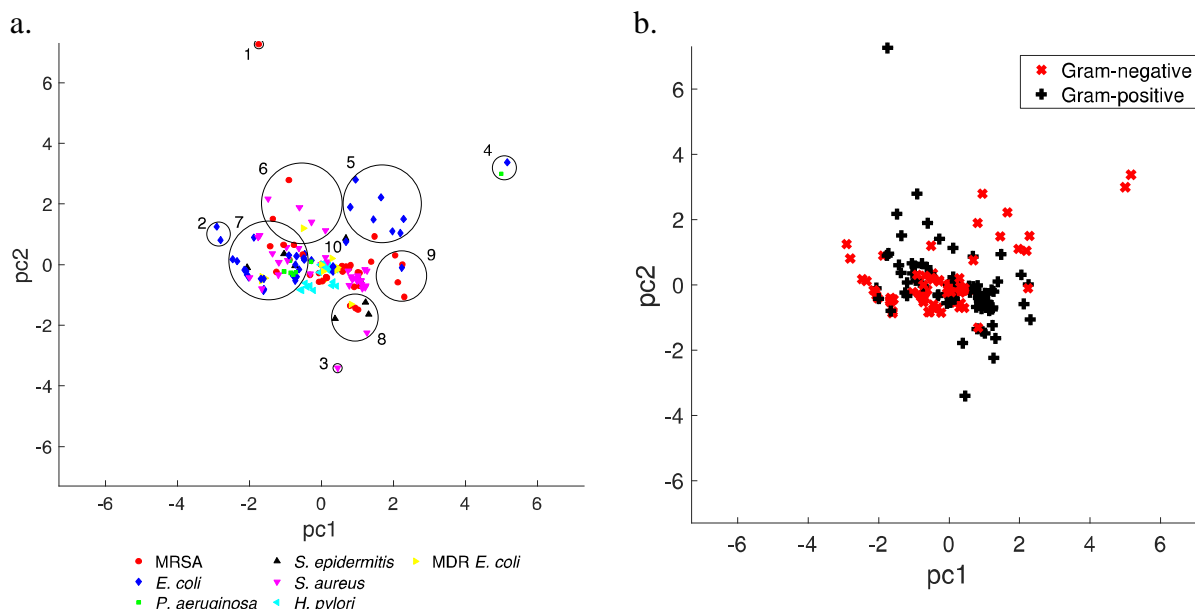 a.
b.
1
6
5
4
2
7
10
9
8
3
6
4
2
0
-2
-4
-6
pc2
-6 -4 -2 0 2 4 6
pc1
MRSA
E. coli
P. aeruginosa
S. epidermitis
S. aureus
H. pylori
MDR E. coli
Gram-negative
Gram-positive
6
4
2
0
-2
-4
-6
pc2
-6 -4 -2 0 2 4 6
pc1